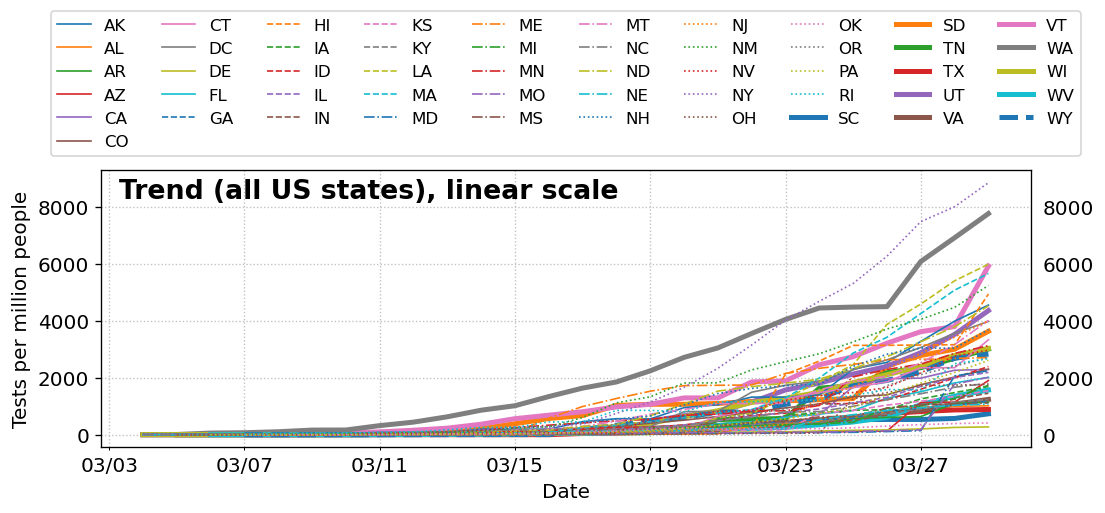 AK CT HI KS ME MT NJ OK SD VT
AL DC IA KY MI NC NM OR TN WA
AR DE ID LA MN ND NV PA TX WI
AZ FL IL MA MO NE NY RI UT WV
CA GA IN MD MS NH OH SC VA WY
CO
Trend (all US states), linear scale
Tests per million people
8000 8000
6000 6000
4000 4000
2000 2000
0 0
03/03 03/07 03/11 03/15 03/19 03/23 03/27
Date